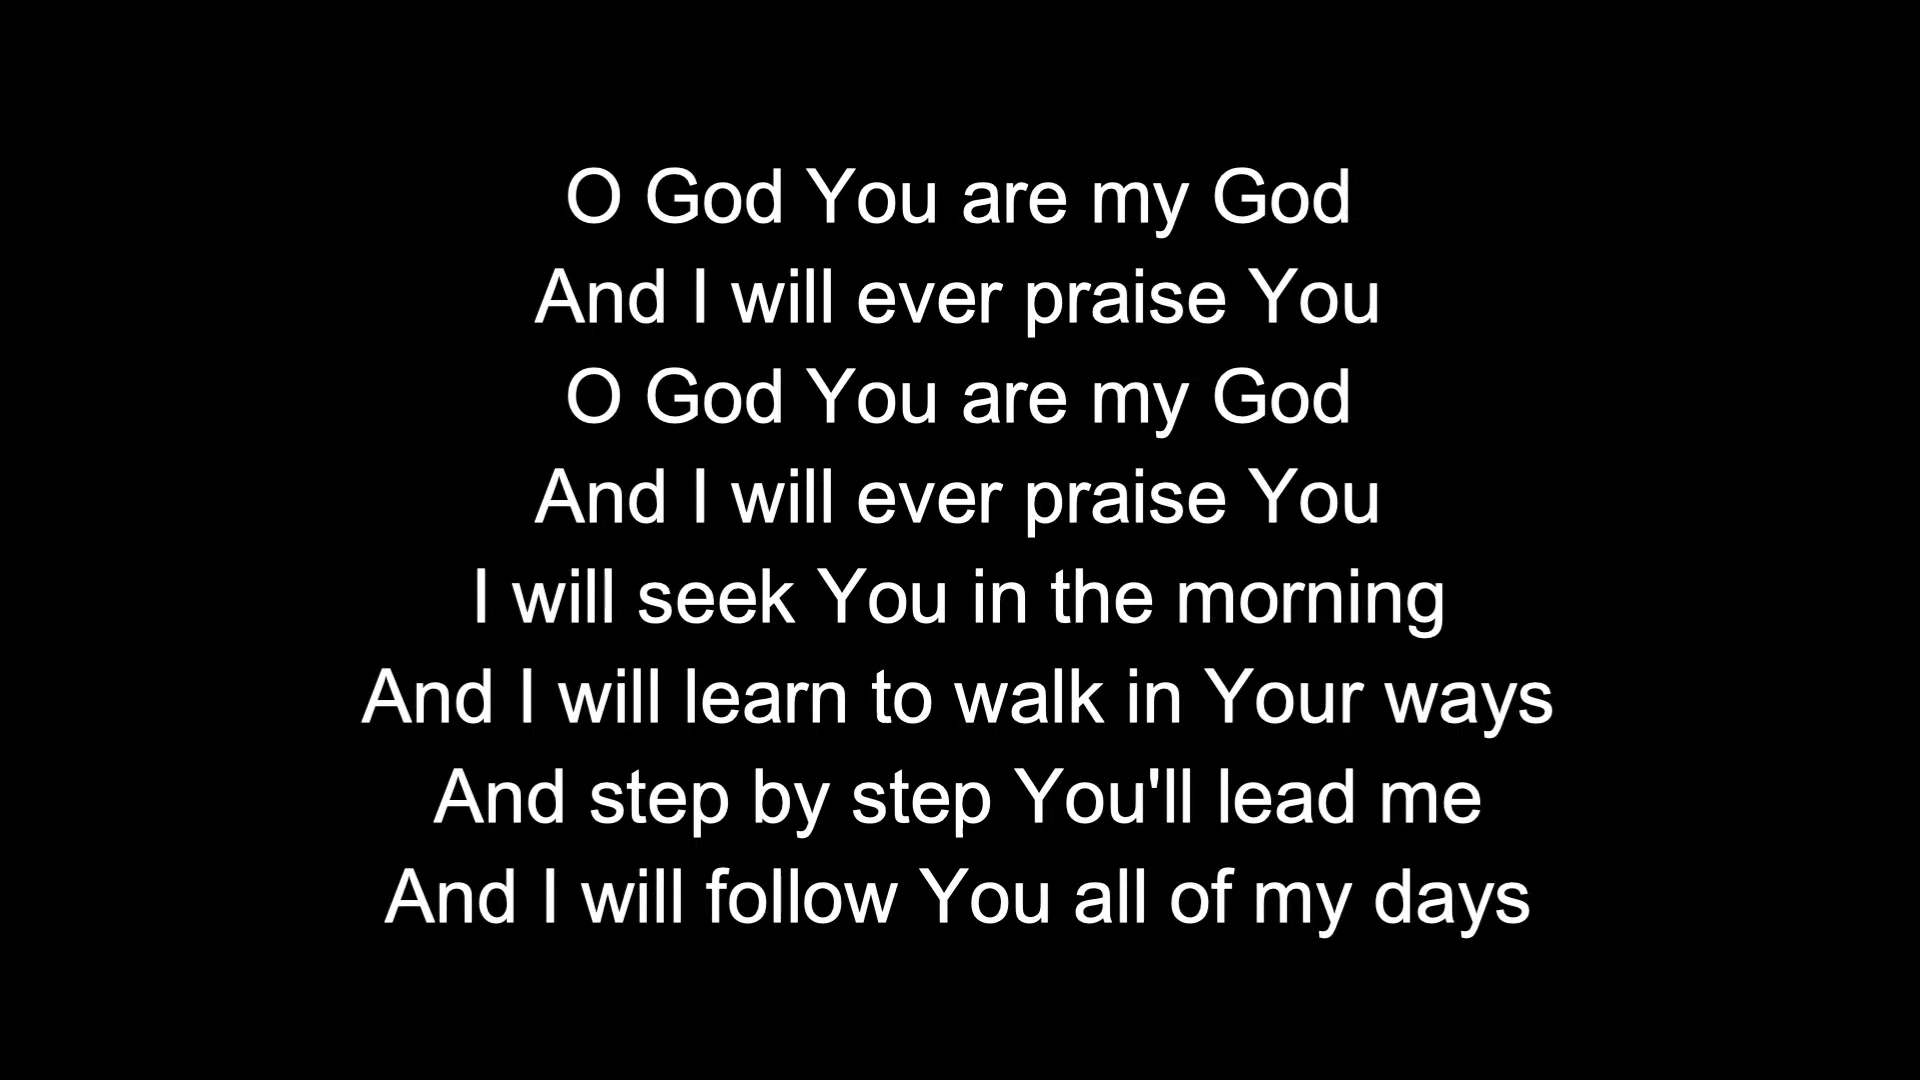 O God You are my God
And I will ever praise You
O God You are my God
And I will ever praise You
I will seek You in the morning
And I will learn to walk in Your ways
And step by step You'll lead me
And I will follow You all of my days